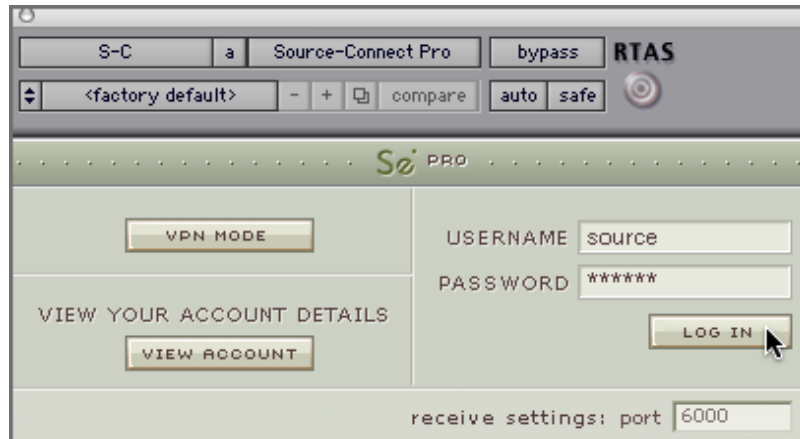 S-C a Source-Connect Pro bypass RTAS
<factory default> - + compare auto safe
Se PRO
VPN MODE
USERNAME source
PASSWORD ******
VIEW YOUR ACCOUNT DETAILS
LOG IN
VIEW ACCOUNT
receive settings: port 6000